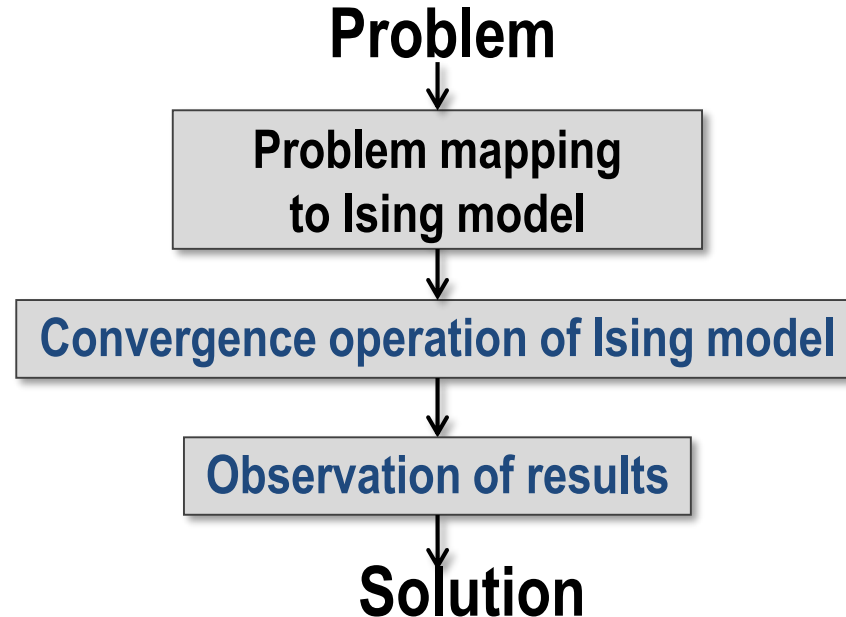 Problem
Problem mapping
to Ising model
Convergence operation of Ising model
Observation of results
Solution